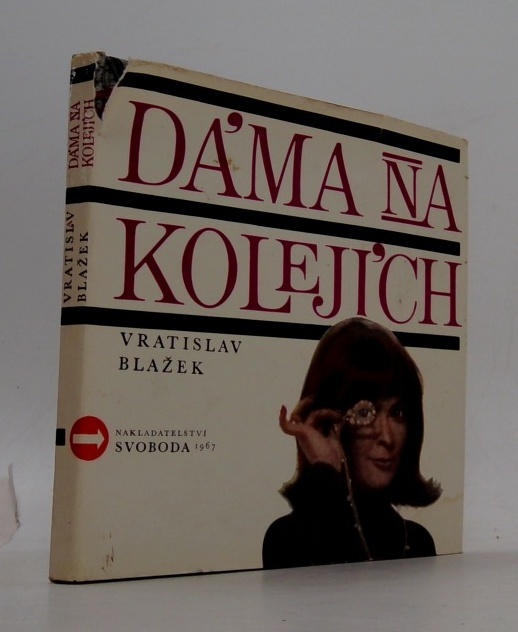 DÁMA NA
KOLEJÍCH
VRATISLAV
BLAŽEK
NAKLADATELSTVÍ
SVOBODA 1967
DÁMA NA
KOLEJÍCH
VRATISLAV
BLAŽEK